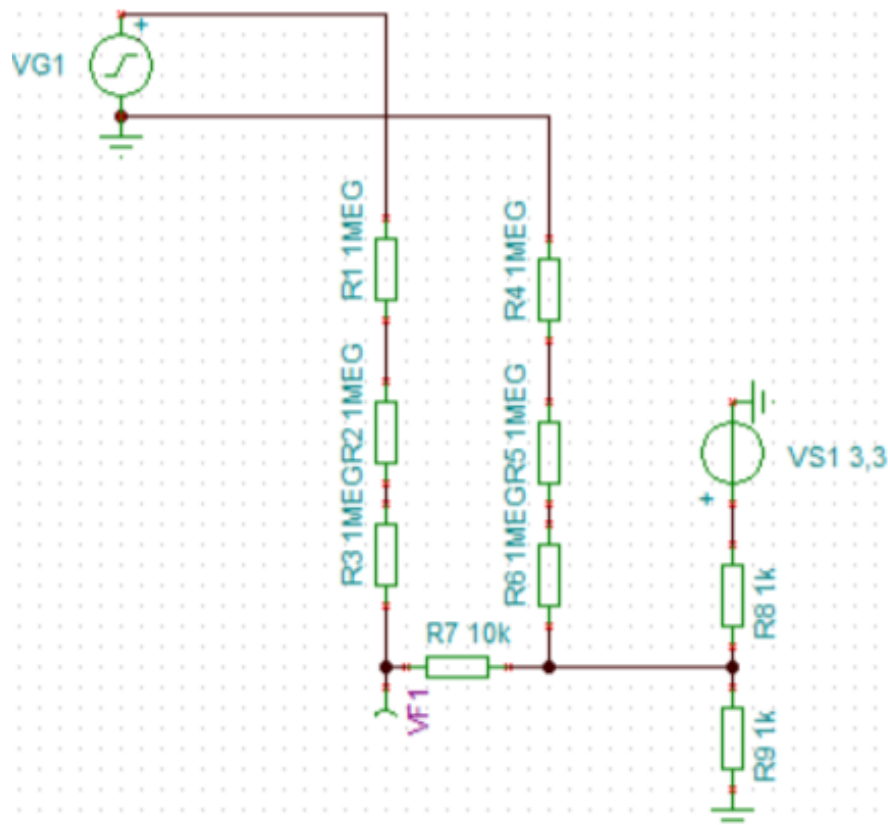 +
VG1
R1 1MEG
R2 1MEG
R3 1MEG
R4 1MEG
R5 1MEG
R6 1MEG
VS1 3,3
+
R7 10k
R8 1k
VF1
R9 1k